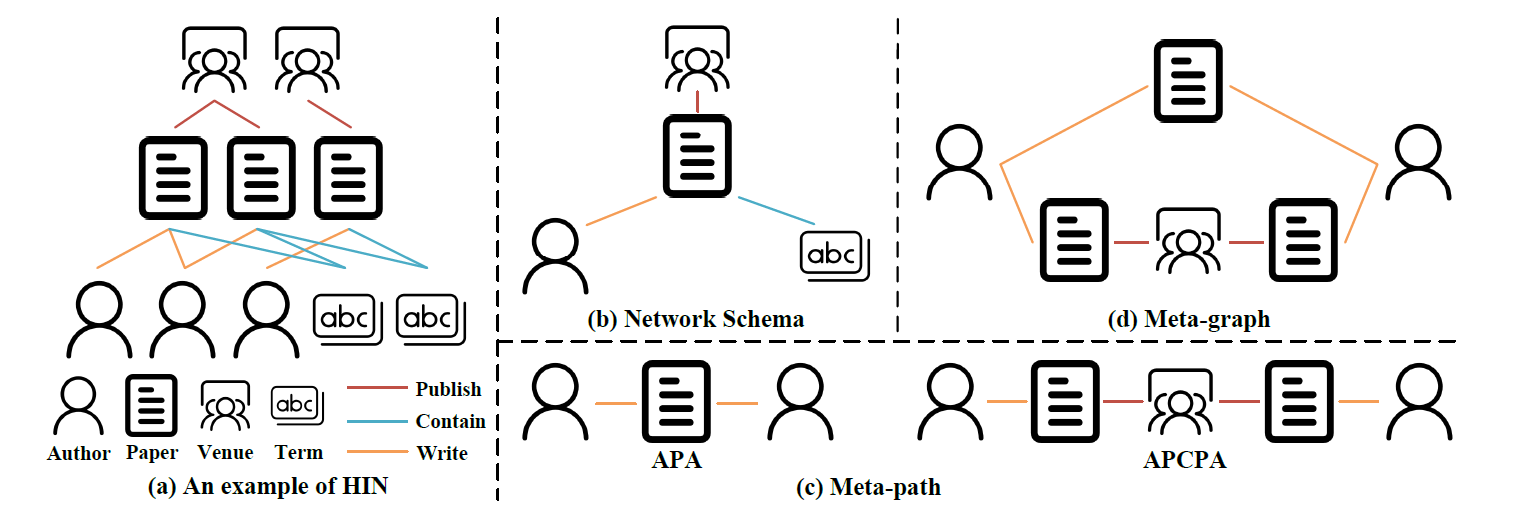 abc abc
Publish
Contain
Write
Author Paper Venue Term
abc
(a) An example of HIN
abc
(b) Network Schema
(d) Meta-graph
APA
APCPA
(c) Meta-path